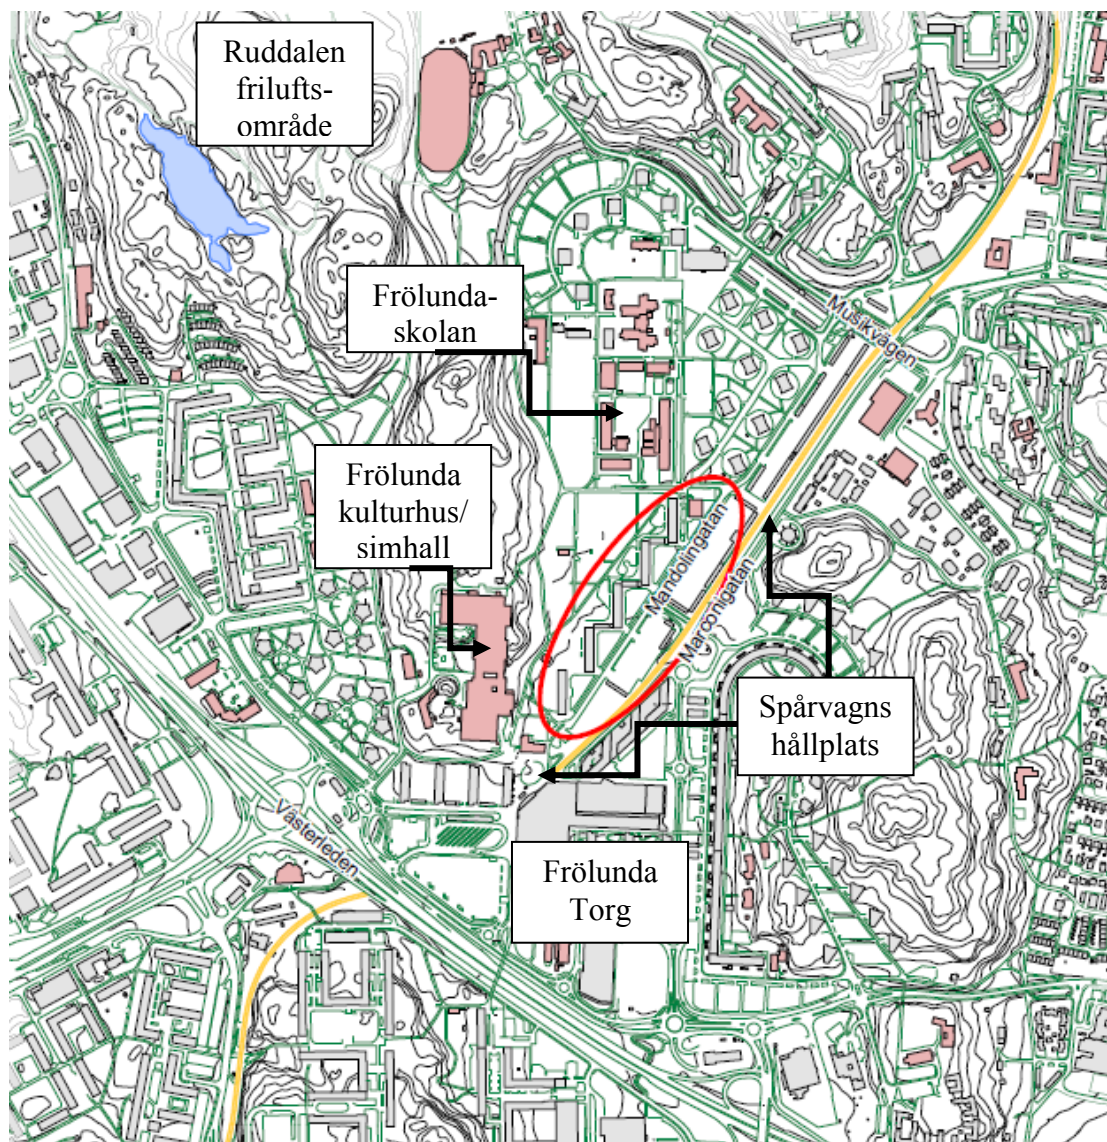 Ruddalen
frilufts-
område
Frölunda-
skolan
Musikvägen
Frölunda
kulturhus/
simhall
Mandolingatan
Marconigatan
Spårvagns
hållplats
Västerleden
Frölunda
Torg